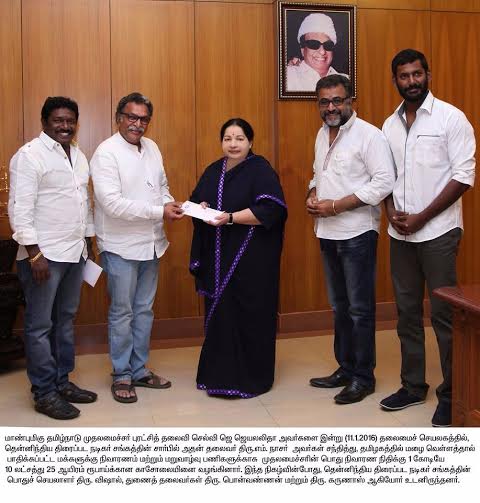 மாண்புமிகு தமிழ்நாடு முதலமைச்சர் புரட்சித் தலைவி செல்வி ஜெ ஜெயலலிதா அவர்களை இன்று (11.1.2016) தலைமைச் செயலகத்தில்,
தென்னிந்திய திரைப்பட நடிகர் சங்கத்தின் சார்பில் அதன் தலைவர் திரு.எம். நாசர் அவர்கள் சந்தித்து, தமிழகத்தில் மழை வெள்ளத்தால்
பாதிக்கப்பட்ட மக்களுக்கு நிவாரணம் மற்றும் மறுவாழ்வு பணிகளுக்காக முதலமைச்சரின் பொது நிவாரண நிதிக்கு 1 கோடியே
10 லட்சத்து 25 ஆயிரம் ரூபாய்க்கான காசோலையினை வழங்கினார். இந்த நிகழ்வின்போது, தென்னிந்திய திரைப்பட நடிகர் சங்கத்தின்
பொதுச் செயலாளர் திரு. விஷால், துணைத் தலைவர்கள் திரு. பொன்வண்ணன் மற்றும் திரு. கருணாஸ் ஆகியோர் உடனிருந்தனர்.